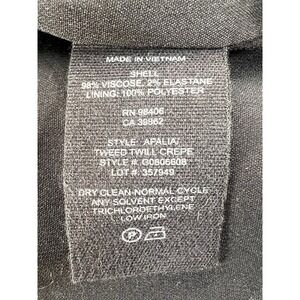 MADE IN VIETNAM
SHELL
98% VISCOSE, 2% ELASTANE
LINING: 100% POLYESTER
RN 98406
CA 39862
STYLE: APALIA/
TWEED TWILL CREPE
STYLE #: G0806608
LOT #: 357949
DRY CLEAN-NORMAL CYCLE
ANY SOLVENT EXCEPT
TRICHLOROETHYLENE
LOW IRON
P